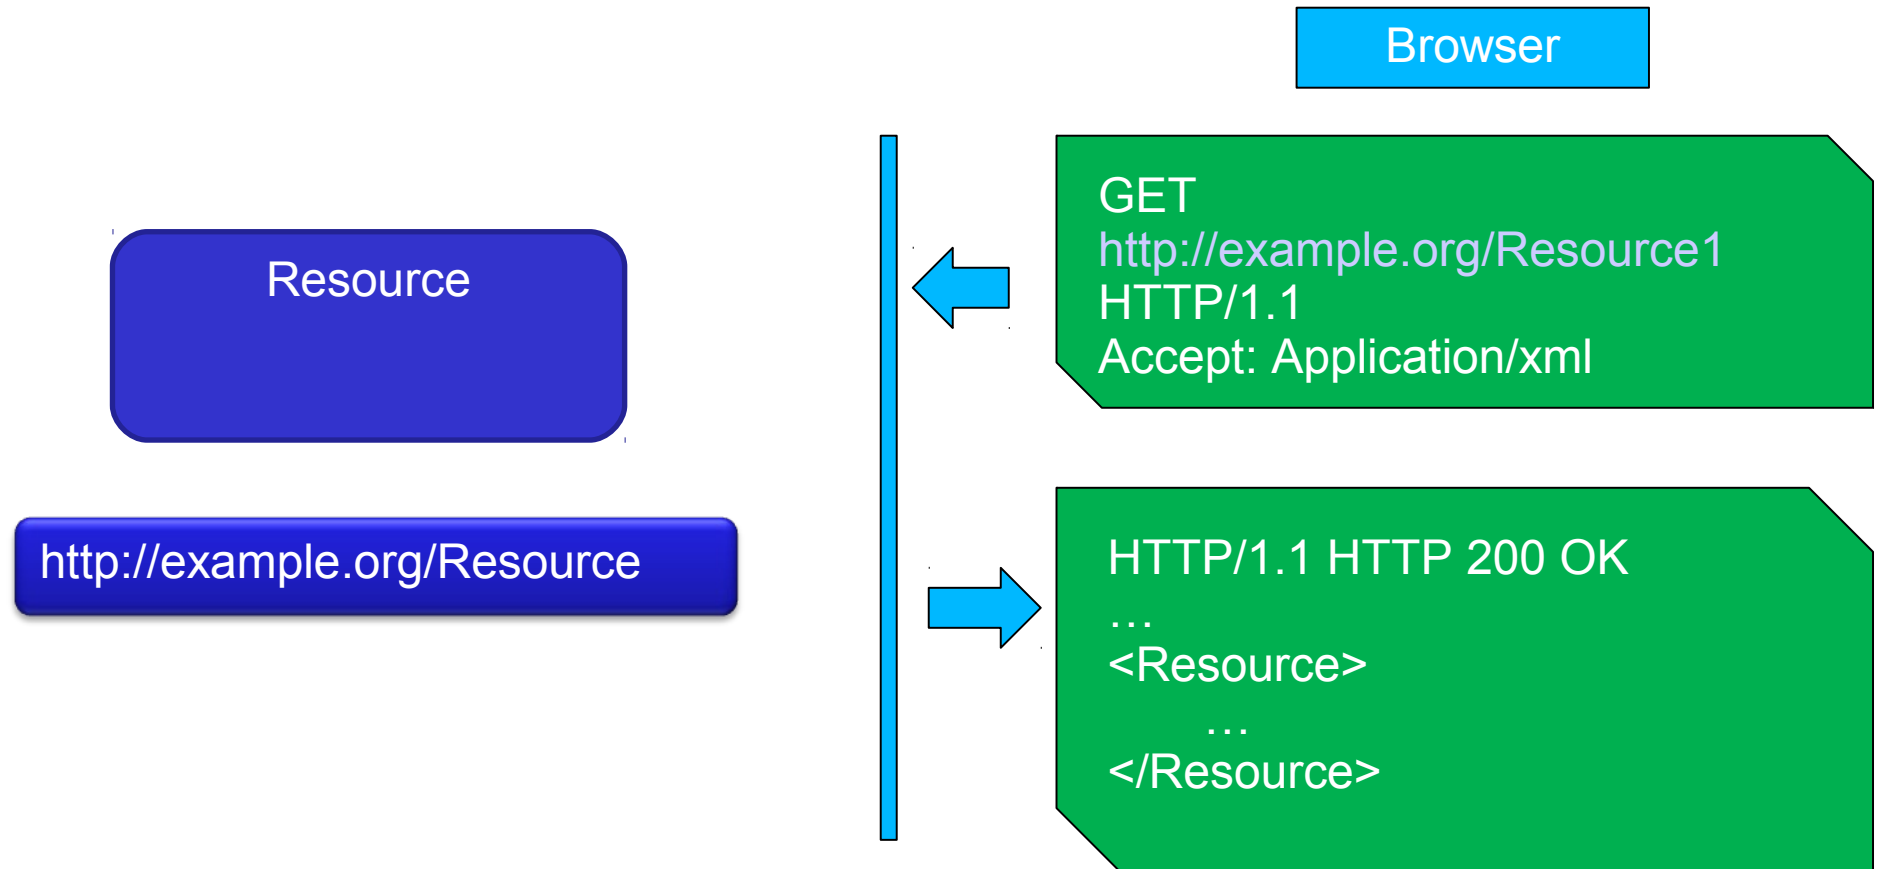 Browser
GET
http://example.org/Resource1
HTTP/1.1
Accept: Application/xml
Resource
http://example.org/Resource
HTTP/1.1 HTTP 200 OK
…
<Resource>
…
</Resource>